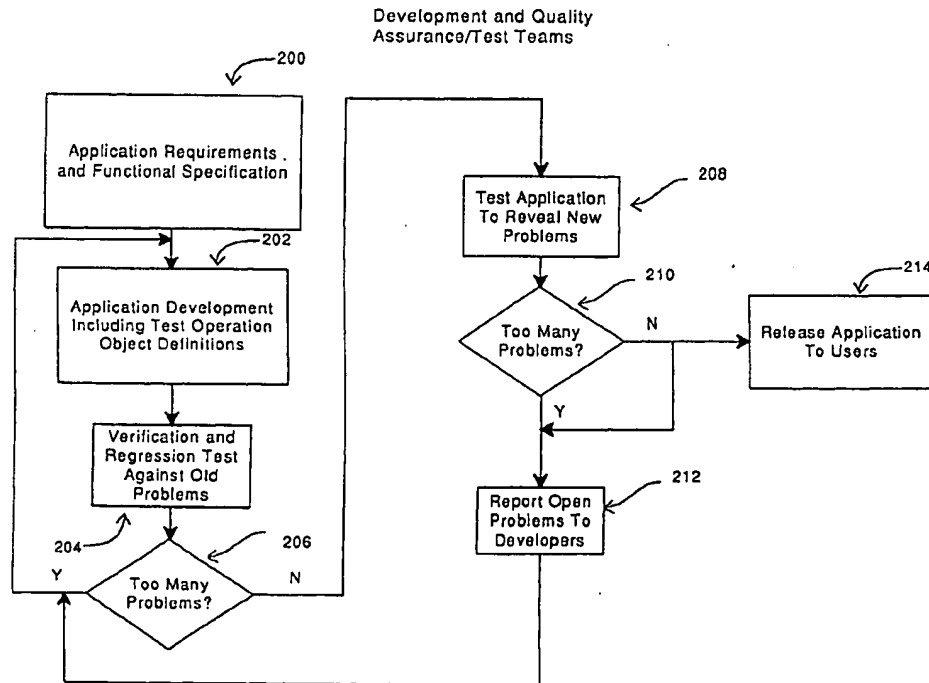 Development and Quality
Assurance/Test Teams
200
Application Requirements .
and Functional Specification
202
Application Development
Including Test Operation
Object Definitions
Verification and
Regression Test
Against Old
Problems
204
206
Y
Too Many
Problems?
N
208
Test Application
To Reveal New
Problems
210
Too Many
Problems?
N
Y
214
Release Application
To Users
212
Report Open
Problems To
Developers